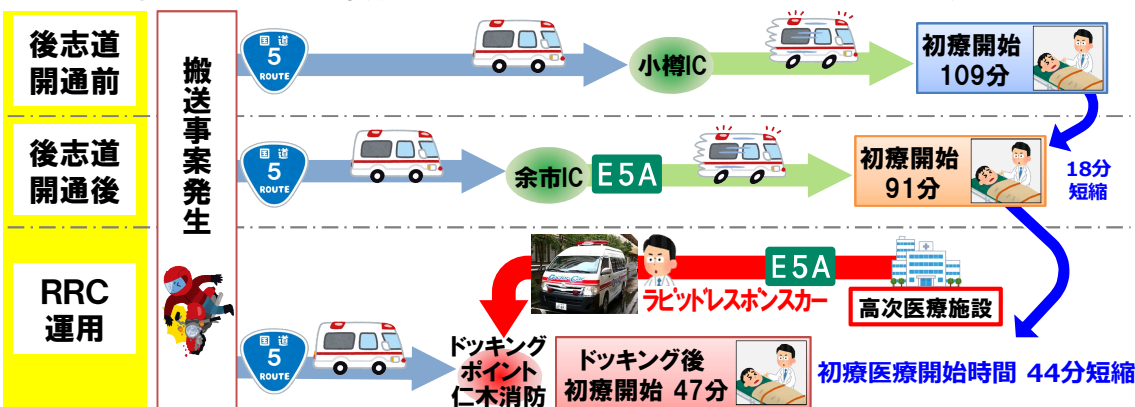 後志道
開通前
搬送事案発生
国道
5
ROUTE
小樽IC
初療開始
109分
後志道
開通後
国道
5
ROUTE
余市IC
E5A
初療開始
91分
18分
短縮
RRC
運用
ラピッドレスポンスカー
E5A
高次医療施設
国道
5
ROUTE
ドッキング
ポイント
仁木消防
ドッキング後
初療開始 47分
初療医療開始時間 44分短縮